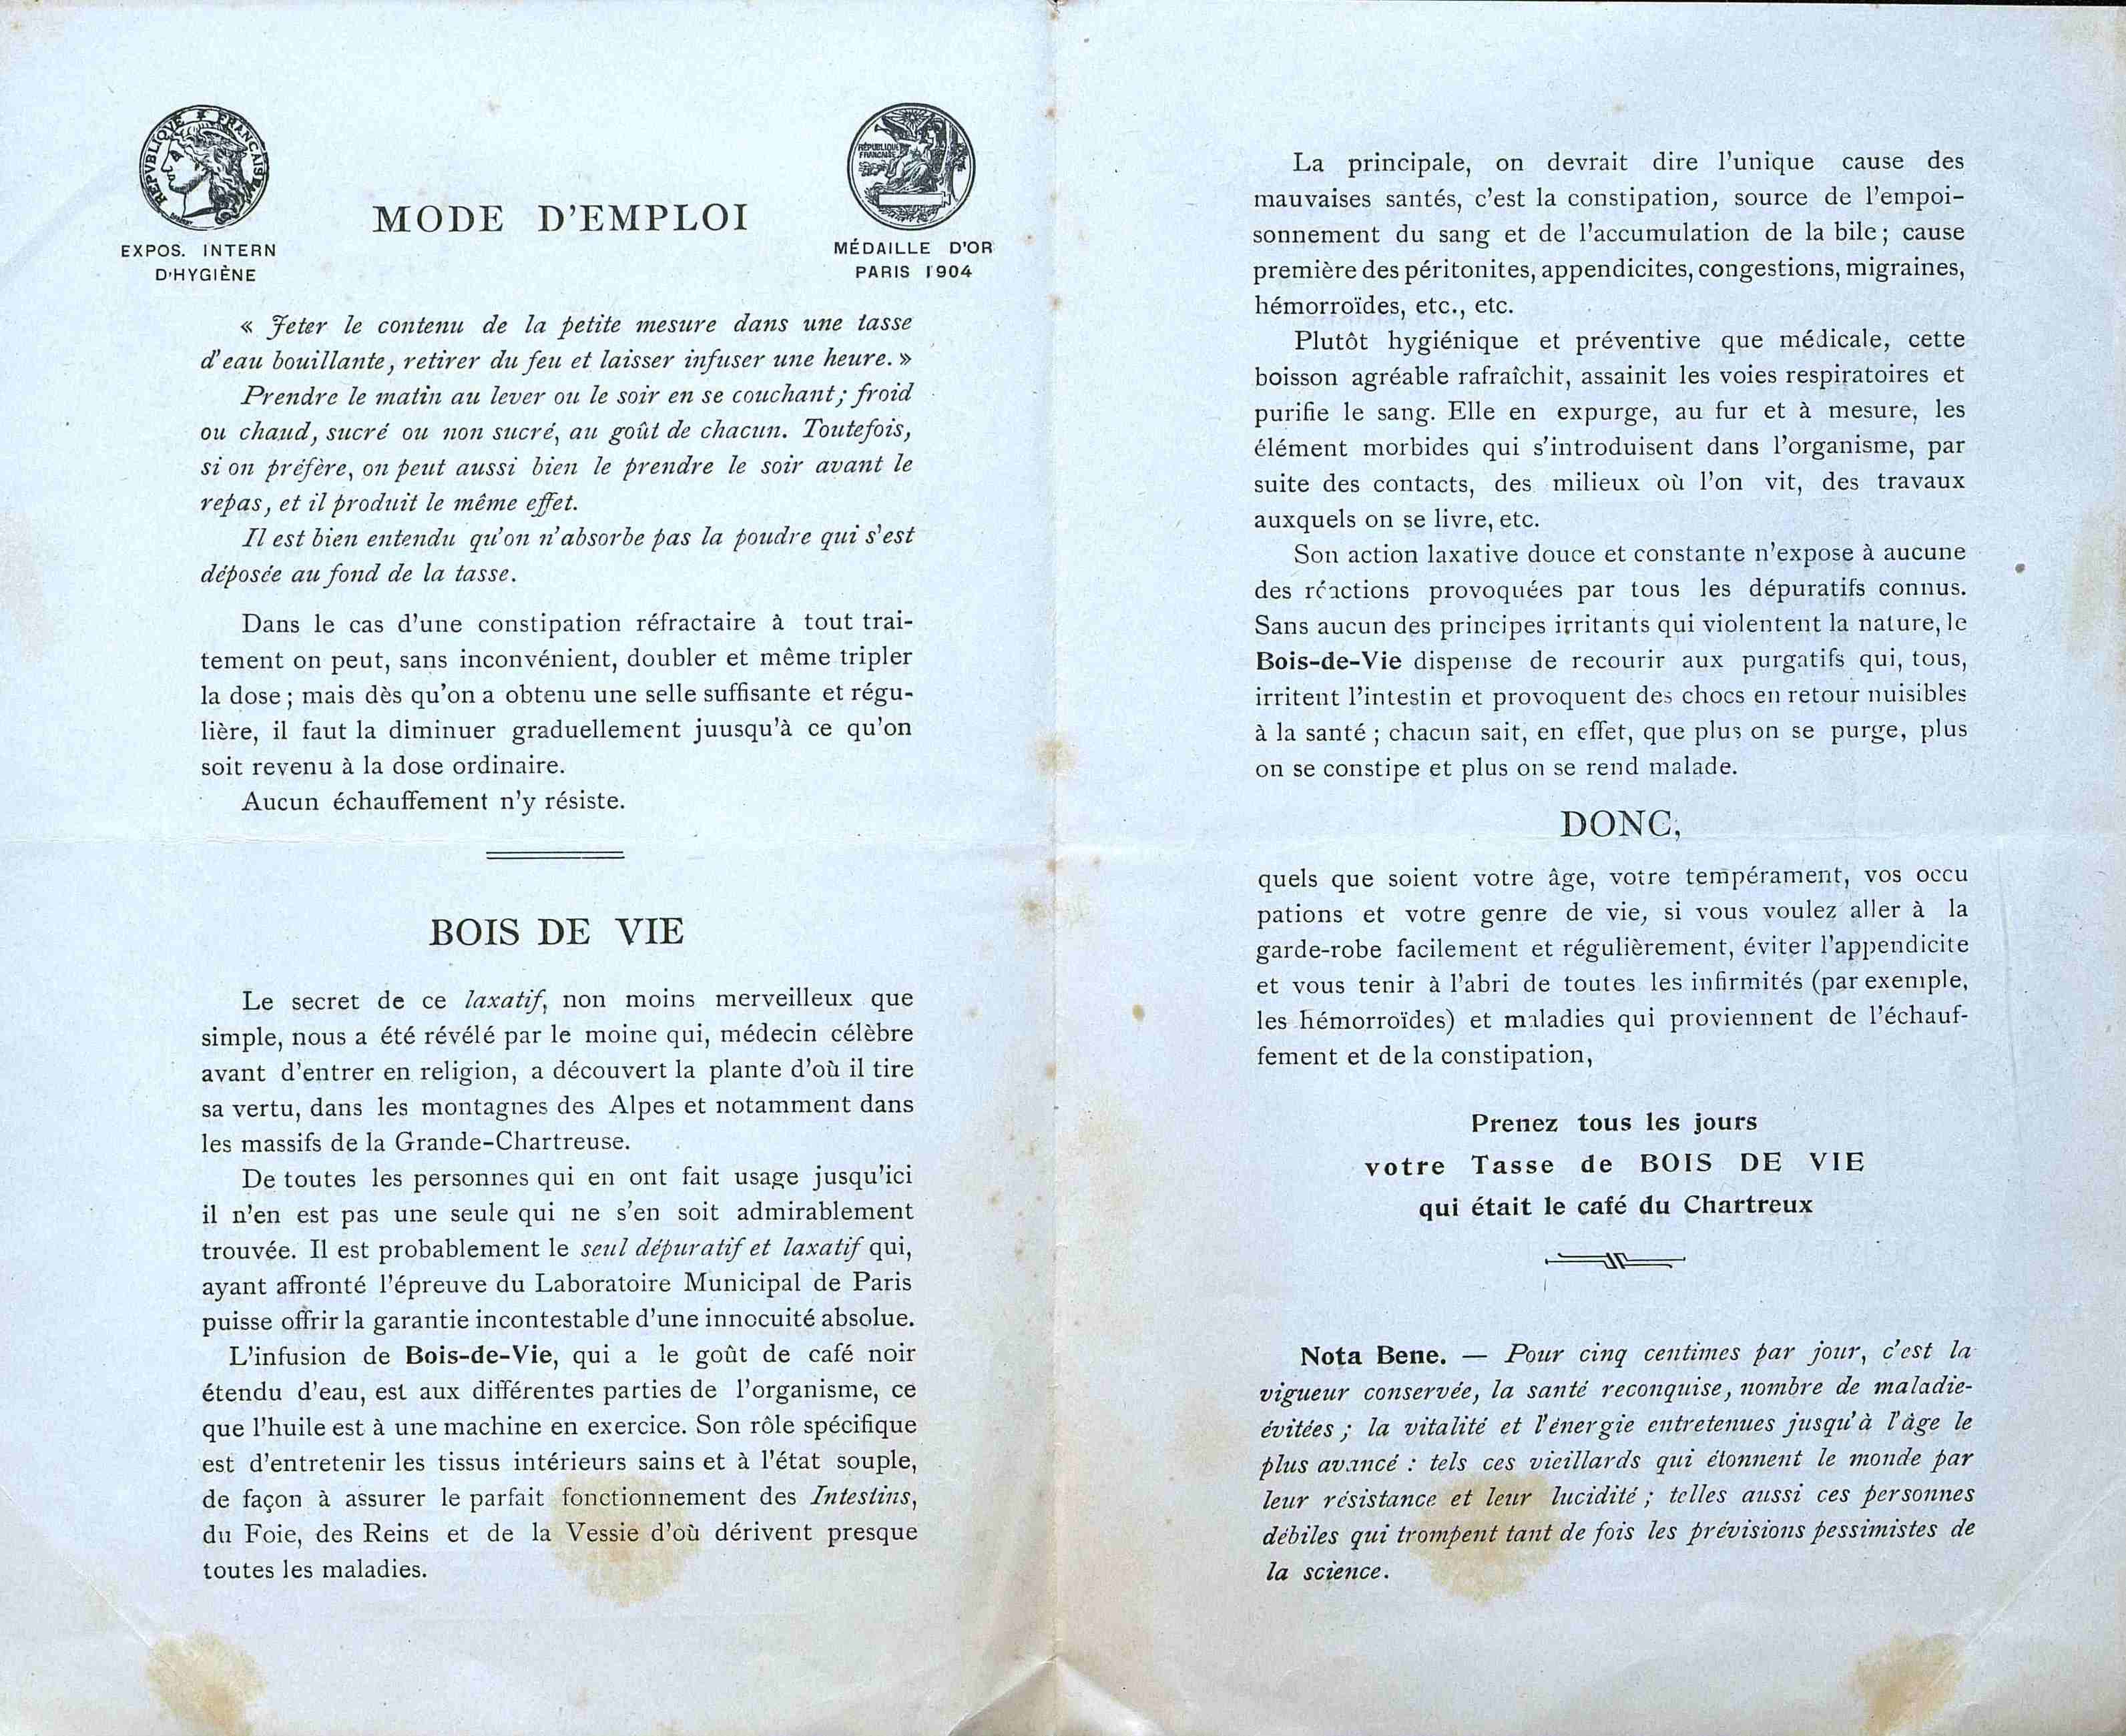 REPVBLIQVE * FRANÇAISE
RÉPUBLIQUE
FRANÇAISE
MODE D'EMPLOI
EXPOS. INTERN
D'HYGIÈNE
MÉDAILLE D'OR
PARIS 1904
« Jeter le contenu de la petite mesure dans une tasse
d'eau bouillante, retirer du feu et laisser infuser une heure. »
Prendre le matin au lever ou le soir en se couchant; froid
ou chaud, sucré ou non sucré, au goût de chacun. Toutefois,
si on préfère, on peut aussi bien le prendre le soir avant le
repas, et il produit le même effet.
Il est bien entendu qu'on n'absorbe pas la poudre qui s'est
déposée au fond de la tasse.
Dans le cas d'une constipation réfractaire à tout trai-
tement on peut, sans inconvénient, doubler et même tripler
la dose ; mais dès qu'on a obtenu une selle suffisante et régu-
lière, il faut la diminuer graduellement juusqu'à ce qu'on
soit revenu à la dose ordinaire.
Aucun échauffement n'y résiste.
BOIS DE VIE
Le secret de ce laxatif, non moins merveilleux que
simple, nous a été révélé par le moine qui, médecin célèbre
avant d'entrer en religion, a découvert la plante d'où il tire
sa vertu, dans les montagnes des Alpes et notamment dans
les massifs de la Grande-Chartreuse.
De toutes les personnes qui en ont fait usage jusqu'ici
il n'en est pas une seule qui ne s'en soit admirablement
trouvée. Il est probablement le seul dépuratif et laxatif qui,
ayant affronté l'épreuve du Laboratoire Municipal de Paris
puisse offrir la garantie incontestable d'une innocuité absolue.
L'infusion de Bois-de-Vie, qui a le goût de café noir
étendu d'eau, est aux différentes parties de l'organisme, ce
que l'huile est à une machine en exercice. Son rôle spécifique
est d'entretenir les tissus intérieurs sains et à l'état souple,
de façon à assurer le parfait fonctionnement des Intestins,
du Foie, des Reins et de la Vessie d'où dérivent presque
toutes les maladies.
La principale, on devrait dire l'unique cause des
mauvaises santés, c'est la constipation, source de l'empoi-
sonnement du sang et de l'accumulation de la bile ; cause
première des péritonites, appendicites, congestions, migraines,
hémorroïdes, etc., etc.
Plutôt hygiénique et préventive que médicale, cette
boisson agréable rafraîchit, assainit les voies respiratoires et
purifie le sang. Elle en expurge, au fur et à mesure, les
élément morbides qui s'introduisent dans l'organisme, par
suite des contacts, des milieux où l'on vit, des travaux
auxquels on se livre, etc.
Son action laxative douce et constante n'expose à aucune
des réactions provoquées par tous les dépuratifs connus.
Sans aucun des principes irritants qui violentent la nature, le
Bois-de-Vie dispense de recourir aux purgatifs qui, tous,
irritent l'intestin et provoquent des chocs en retour nuisibles
à la santé ; chacun sait, en effet, que plus on se purge, plus
on se constipe et plus on se rend malade.
DONC,
quels que soient votre âge, votre tempérament, vos occu
pations et votre genre de vie, si vous voulez aller à la
garde-robe facilement et régulièrement, éviter l'appendicite
et vous tenir à l'abri de toutes les infirmités (par exemple,
les hémorroïdes) et maladies qui proviennent de l'échauf-
fement et de la constipation,
Prenez tous les jours
votre Tasse de BOIS DE VIE
qui était le café du Chartreux
Nota Bene. — Pour cinq centimes par jour, c'est la
vigueur conservée, la santé reconquise, nombre de maladie-
évitées ; la vitalité et l'énergie entretenues jusqu'à l'âge le
plus avancé : tels ces vieillards qui étonnent le monde par
leur résistance et leur lucidité ; telles aussi ces personnes
débiles qui trompent tant de fois les prévisions pessimistes de
la science.